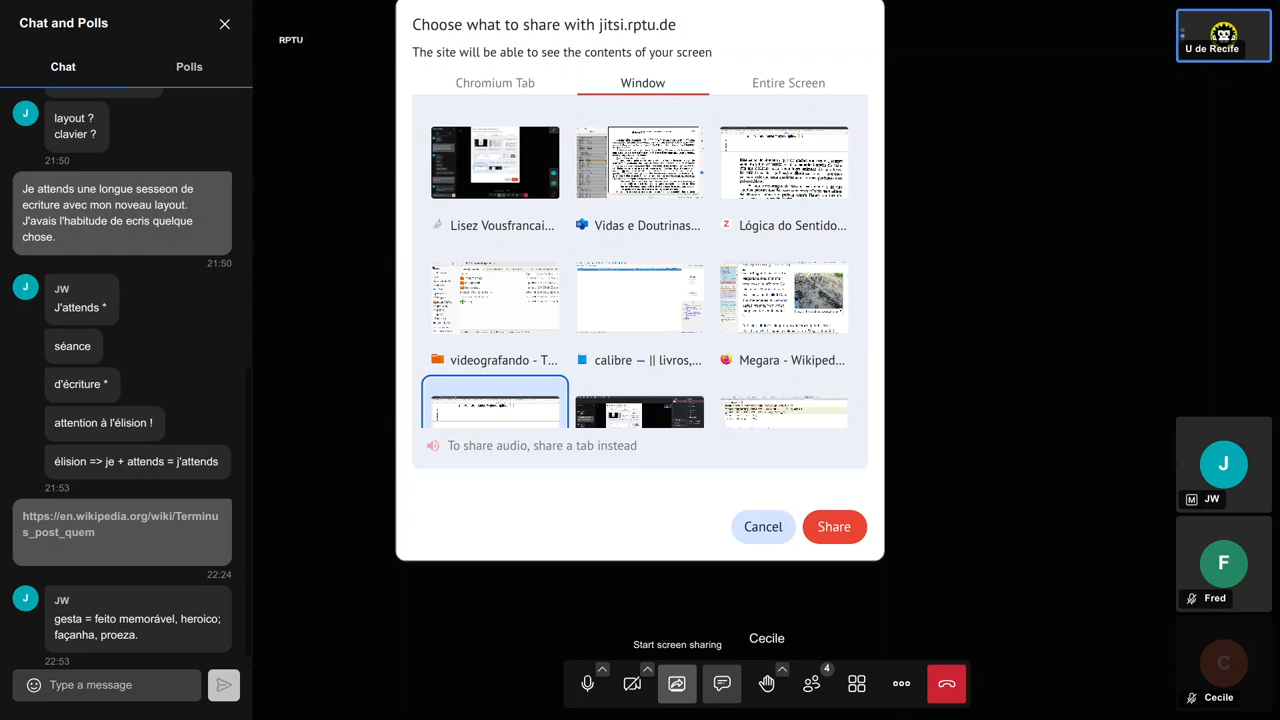 Chat and Polls
Chat
Polls
J
layout ?
clavier ?
21:50
Je attends une longue sesseon de
ecriture avec mon noveau layout.
J'avais l'habitude de ecris quelque
chose.
21:50
J
JW
séance
d'écriture *
attention à l'élision !
élision => je + attends = j'attends
21:53
https://en.wikipedia.org/wiki/Terminu
s_post_quem
22:24
J
JW
gesta = feito memorável, heroico;
façanha, proeza.
22:53
Type a message
RPTU
Choose what to share with jitsi.rptu.de
The site will be able to see the contents of your screen
Chromium Tab
Window
Entire Screen
Lisez Vousfrancai...
Vidas e Doutrinas...
Z
Lógica do Sentido...
videografando - T...
calibre — || livros,...
Megara - Wikiped...
To share audio, share a tab instead
Cancel
Share
Start screen sharing
Cecile
4
U de Recife
J
M
JW
F
Fred
C
Cecile